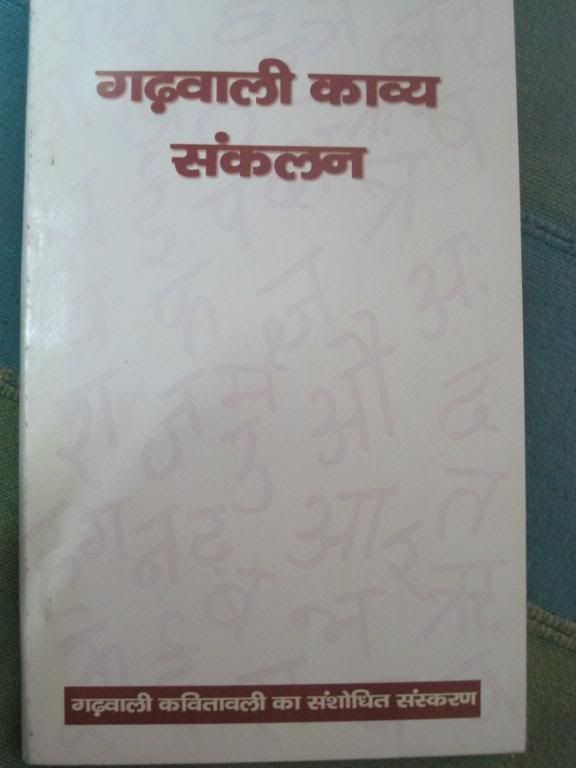 गढ़वाली काव्य
संकलन
गढ़वाली कवितावली का संशोधित संस्करण